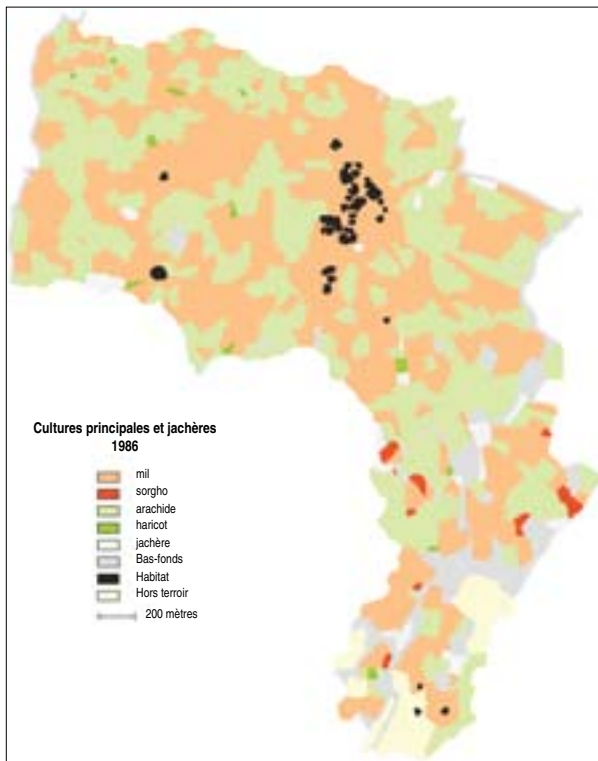 Cultures principales et jachères
1986
mil
sorgho
arachide
haricot
jachère
Bas-fonds
Habitat
Hors terroir
200 mètres